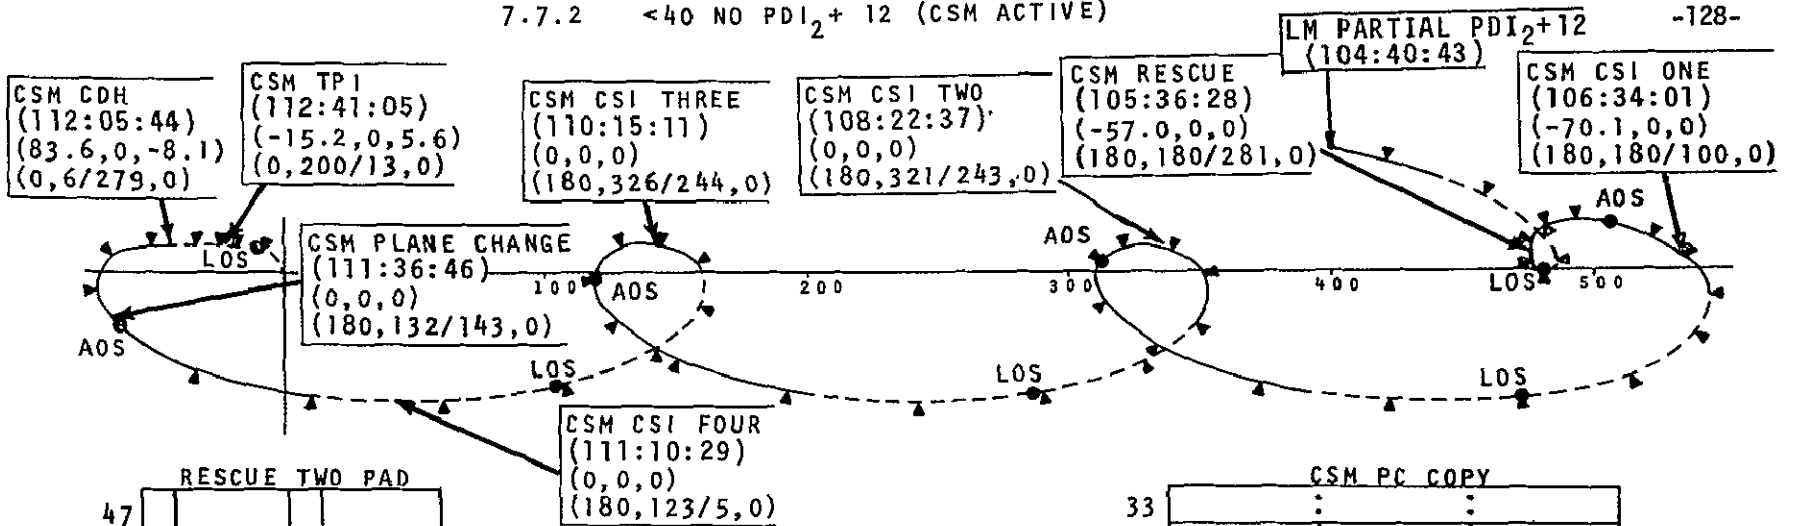 7.7.2 <40 NO PDI2+ 12 (CSM ACTIVE)
-128-
LM PARTIAL PDI2+12
(104:40:43)
CSM CDH
(112:05:44)
(83.6,0,-8.1)
(0,6/279,0)
CSM TPI
(112:41:05)
(-15.2,0,5.6)
(0,200/13,0)
CSM CSI THREE
(110:15:11)
(0,0,0)
(180,326/244,0)
CSM CSI TWO
(108:22:37)
(0,0,0)
(180,321/243,0)
CSM RESCUE
(105:36:28)
(-57.0,0,0)
(180,180/281,0)
CSM CSI ONE
(106:34:01)
(-70.1,0,0)
(180,180/100,0)
AOS
AOS
LOS
CSM PLANE CHANGE
(111:36:46)
(0,0,0)
(180,132/143,0)
100
AOS
200
300
400
LOS
500
AOS
LOS
LOS
LOS
CSM CSI FOUR
(111:10:29)
(0,0,0)
(180,123/5,0)
RESCUE TWO PAD
47
CSM PC COPY
33